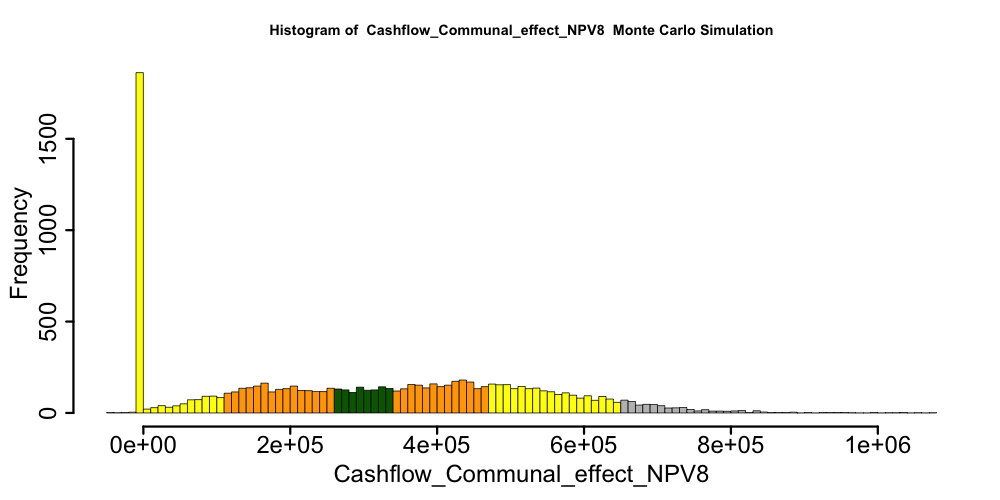 Histogram of  Cashflow_Communal_effect_NPV8  Monte Carlo Simulation
Frequency
1500
1000
500
0
0e+00 2e+05 4e+05 6e+05 8e+05 1e+06
Cashflow_Communal_effect_NPV8